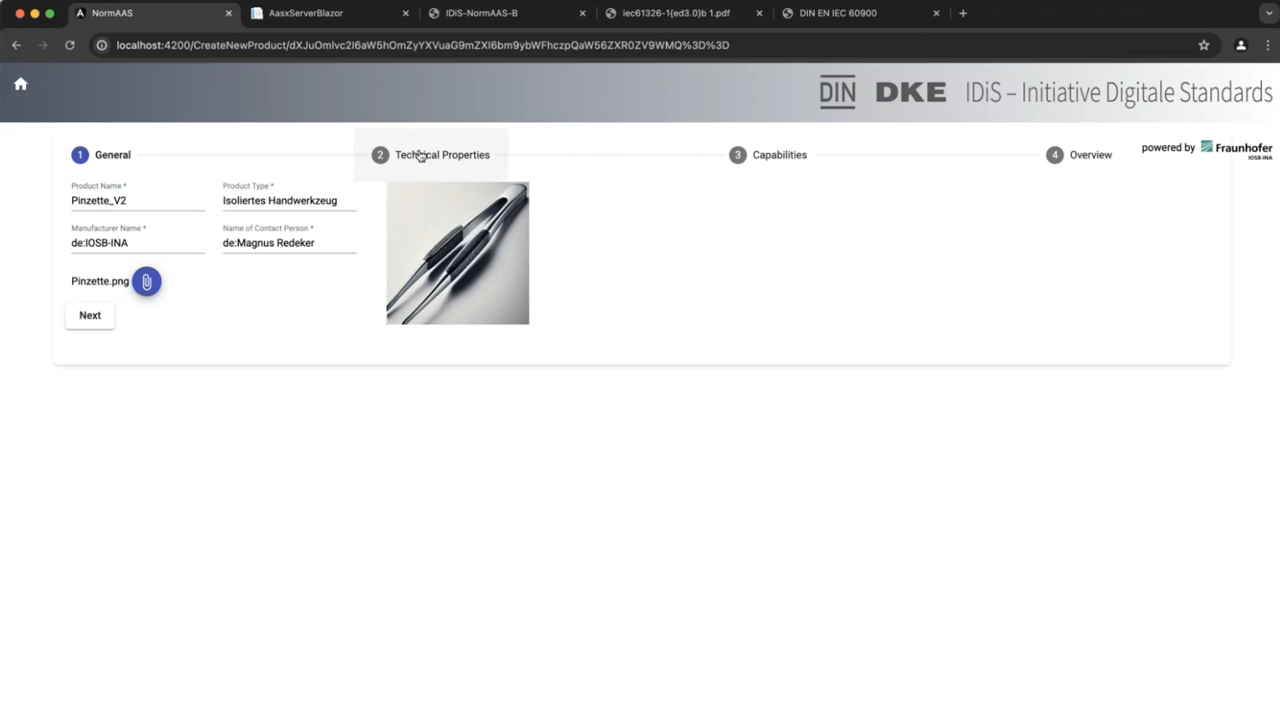 NormAAS
AasxServerBlazor
IDiS-NormAAS-B
iec61326-1{ed3.0}b 1.pdf
DIN EN IEC 60900
localhost:4200/CreateNewProduct/dXJuOmlvc2I6aW5hOmZyYXVuaG9mZXI6bm9ybWFhczpQaW56ZXR0ZV9WMQ%3D%3D
DIN DKE IDiS – Initiative Digitale Standards
powered by Fraunhofer
IOSB-INA
1 General
2 Technical Properties
3 Capabilities
4 Overview
Product Name *
Pinzette_V2
Product Type *
Isoliertes Handwerkzeug
Manufacturer Name *
de:IOSB-INA
Name of Contact Person *
de:Magnus Redeker
Pinzette.png
Next